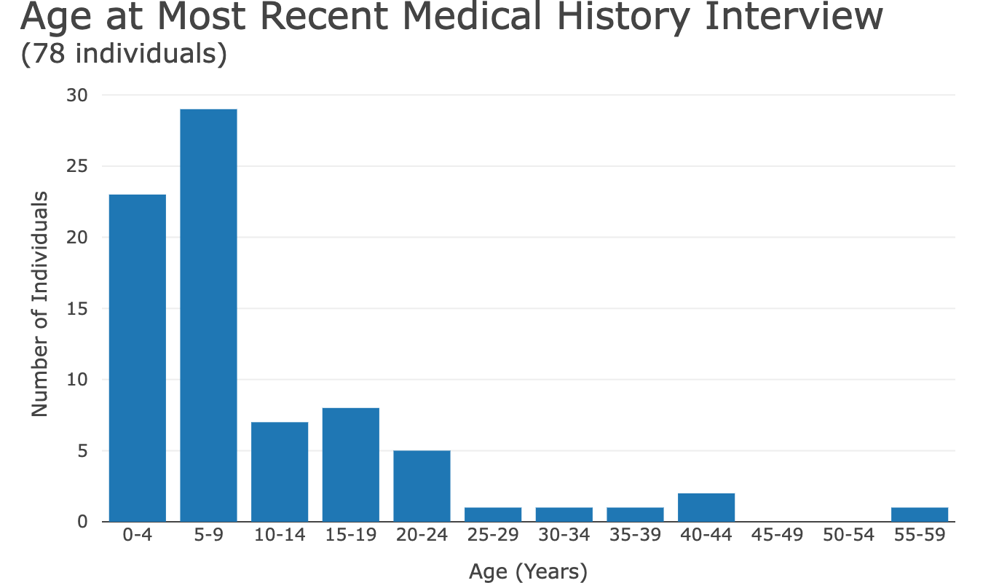 Age at Most Recent Medical History Interview
(78 individuals)
30
25
20
15
10
5
0
Number of Individuals
0-4 5-9 10-14 15-19 20-24 25-29 30-34 35-39 40-44 45-49 50-54 55-59
Age (Years)